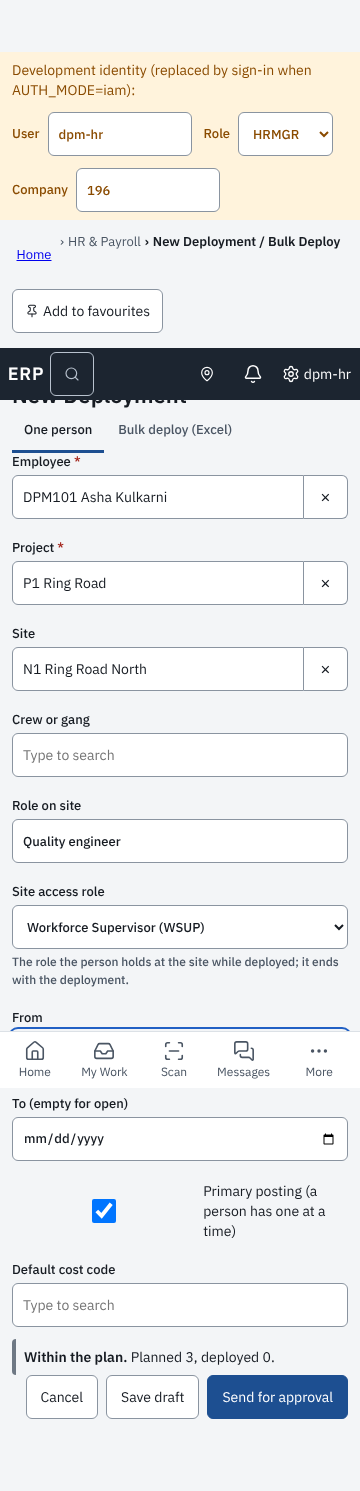 Development identity (replaced by sign-in when
AUTH_MODE=iam):
User dpm-hr Role HRMGR
Company 196
Home › HR & Payroll › New Deployment / Bulk Deploy
Add to favourites
ERP dpm-hr
New Deployment
One person Bulk deploy (Excel)
Employee *
DPM101 Asha Kulkarni ×
Project *
P1 Ring Road ×
Site
N1 Ring Road North ×
Crew or gang
Type to search
Role on site
Quality engineer
Site access role
Workforce Supervisor (WSUP)
The role the person holds at the site while deployed; it ends
with the deployment.
From
Home My Work Scan Messages More
To (empty for open)
mm/dd/yyyy
Primary posting (a
person has one at a
time)
Default cost code
Type to search
Within the plan. Planned 3, deployed 0.
Cancel Save draft Send for approval